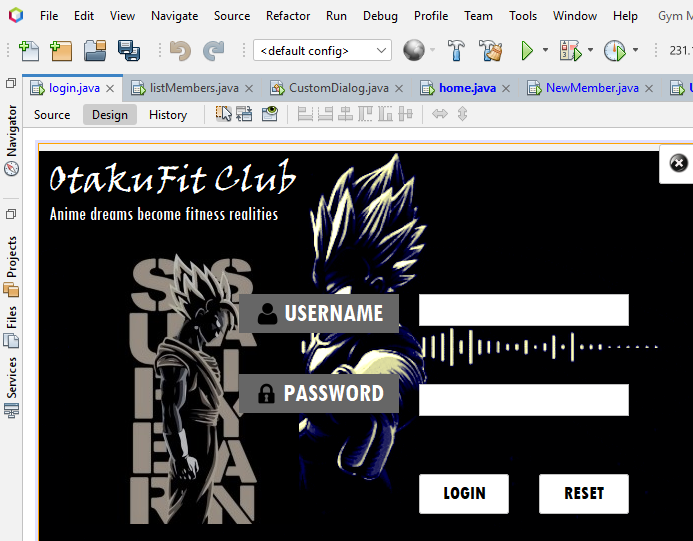 File Edit View Navigate Source Refactor Run Debug Profile Team Tools Window Help Gym M
<default config> 231.
login.java listMembers.java CustomDialog.java home.java NewMember.java
Source Design History
Navigator
Projects
Files
Services
OtakuFit Club
Anime dreams become fitness realities
SUPER
SAIYAN
USERNAME
PASSWORD
LOGIN RESET